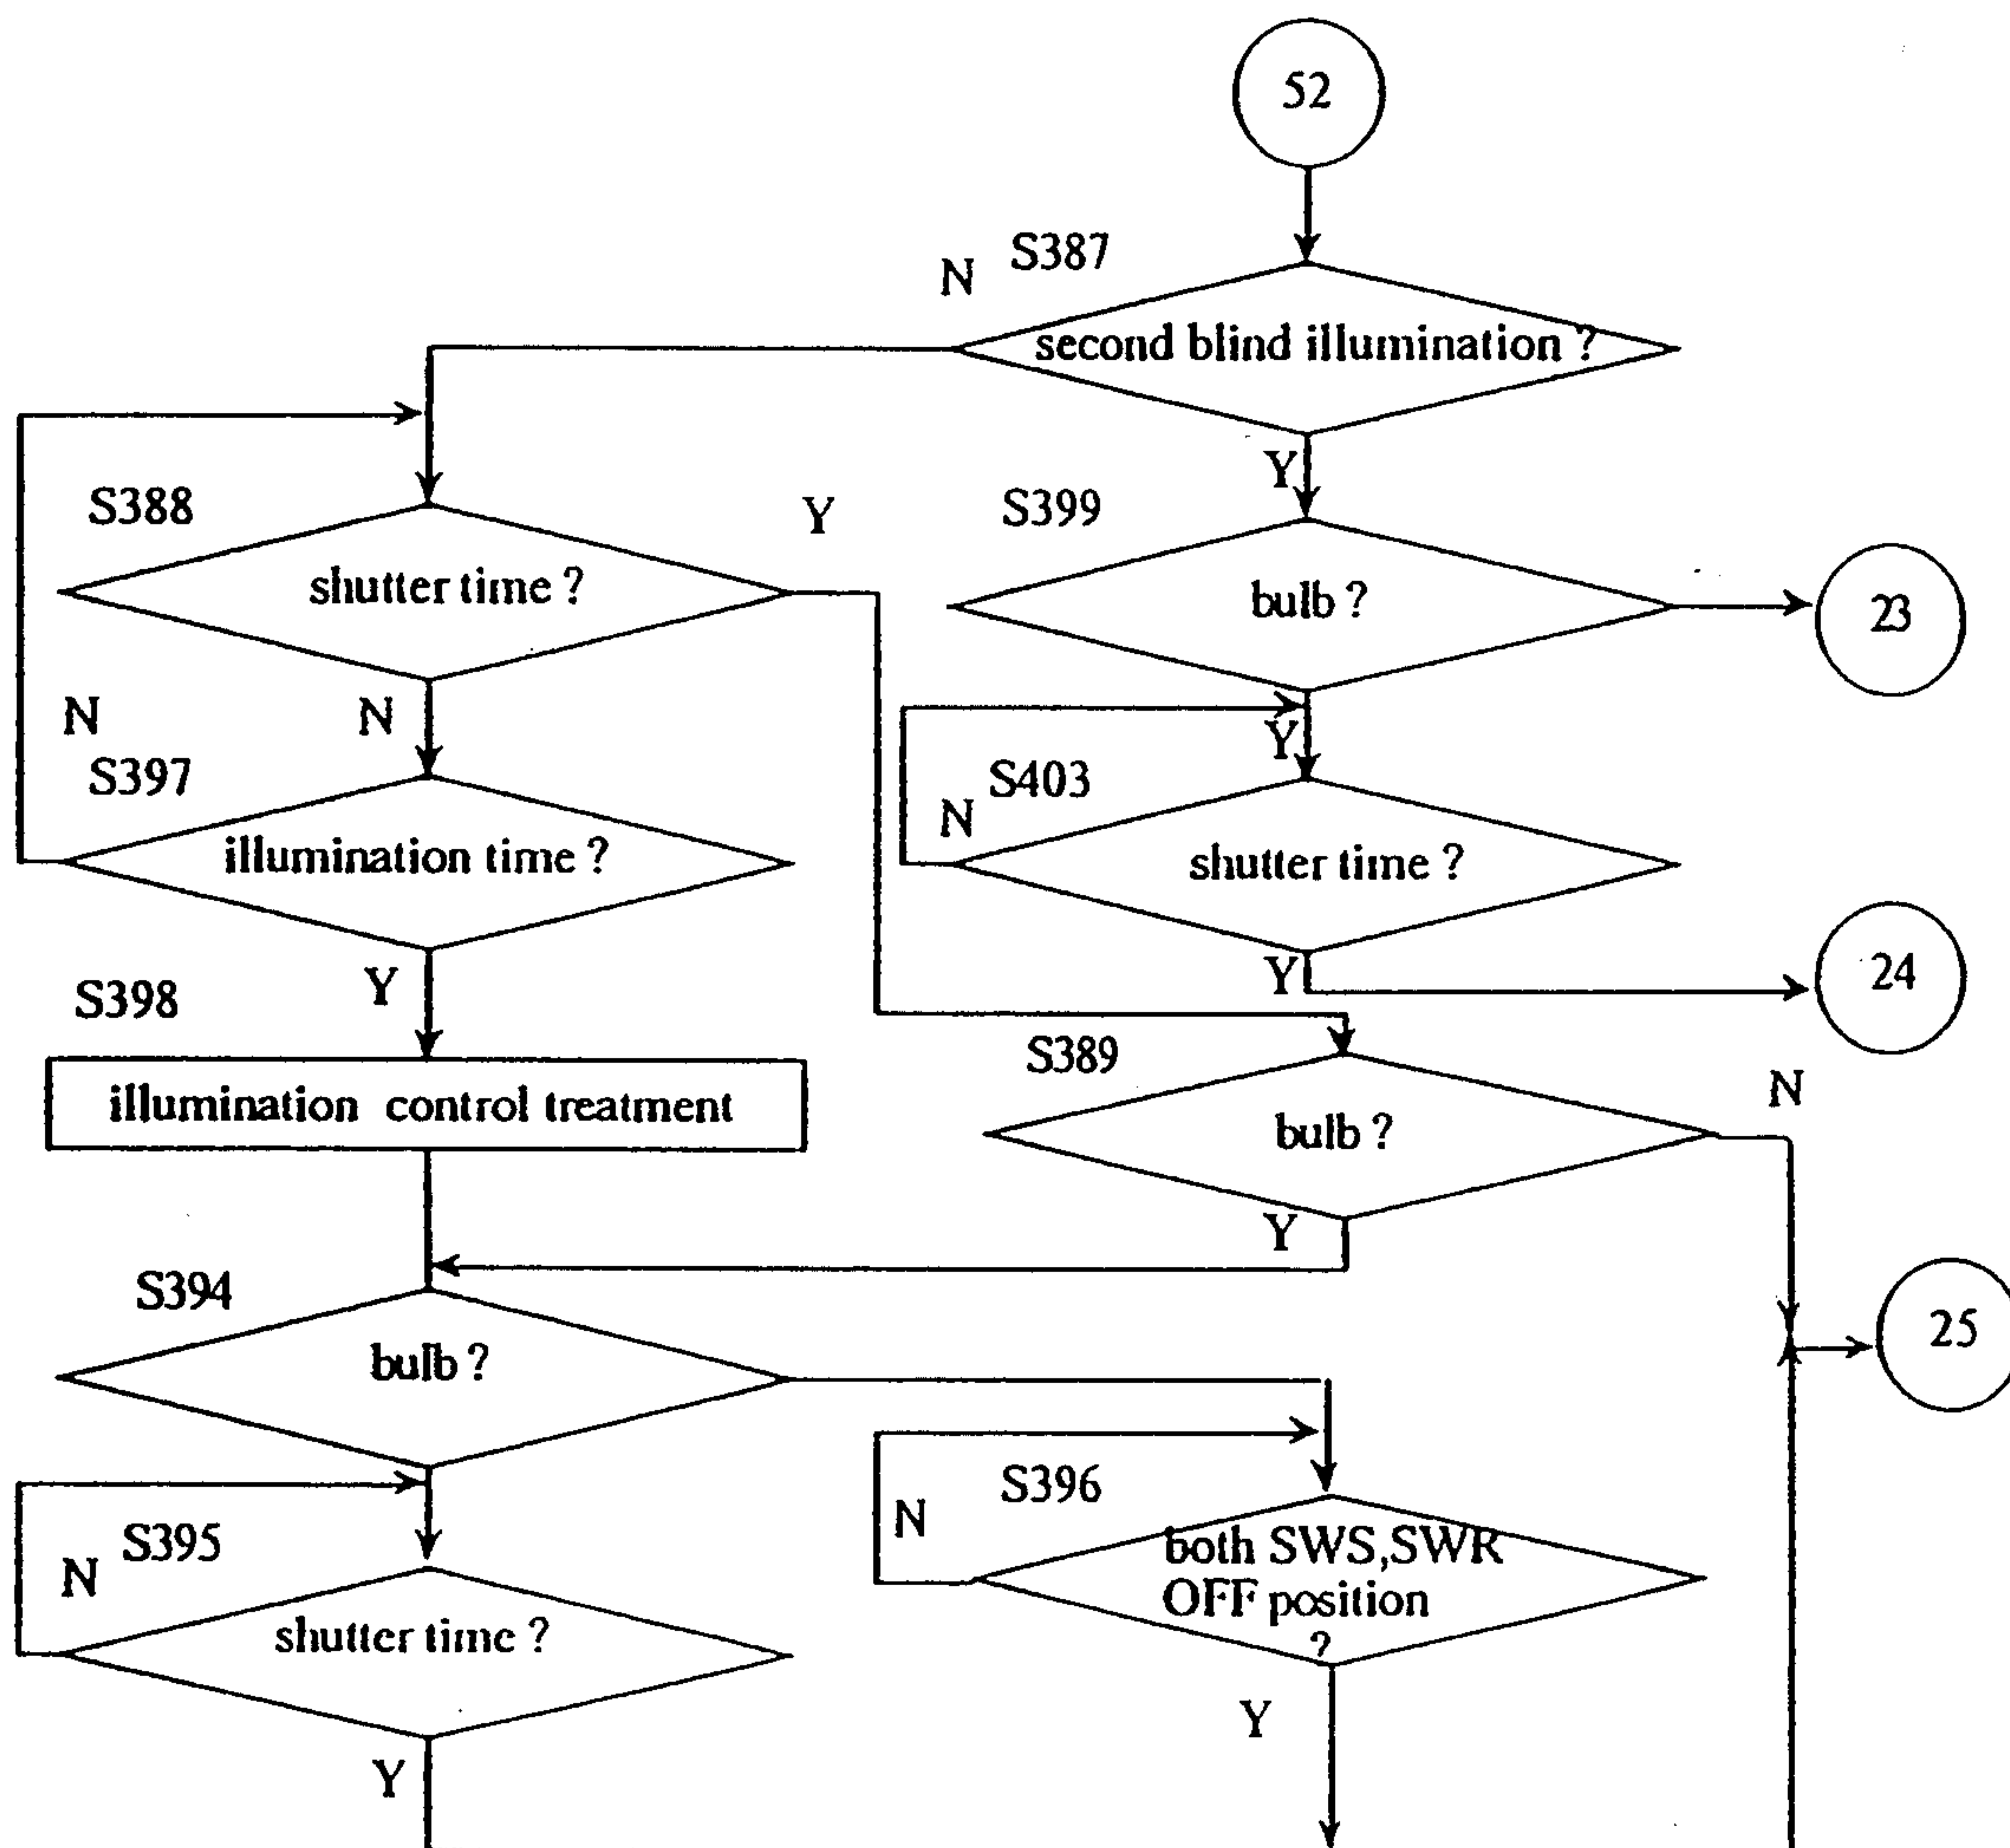 52
S387
N
second blind illumination ?
Y
S388
Y
S399
shutter time ?
bulb ?
23
N
N
Y
S397
S403
N
illumination time ?
shutter time ?
Y
Y
24
S398
S389
N
illumination control treatment
bulb ?
Y
S394
25
bulb ?
S396
N
S395
N
both SWS,SWR
OFF position
?
shutter time ?
Y
Y